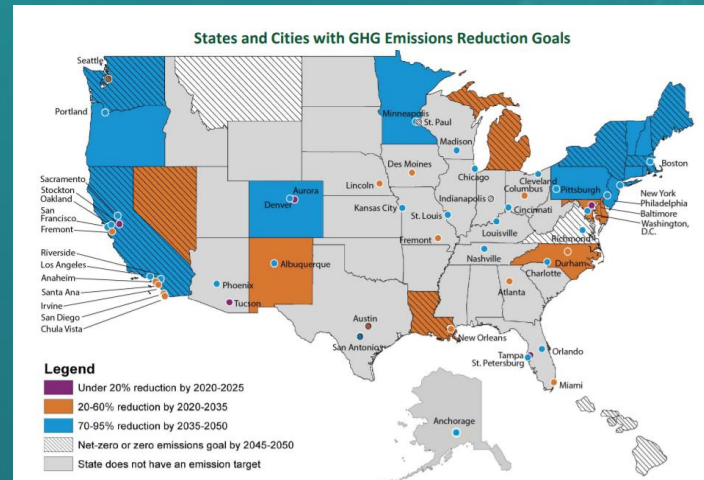 States and Cities with GHG Emissions Reduction Goals
Seattle
Portland
Sacramento
Stockton
Oakland
San
Francisco
Fremont
Riverside
Los Angeles
Anaheim
Santa Ana
Irvine
San Diego
Chula Vista
Phoenix
Tucson
Albuquerque
Aurora
Denver
Lincoln
Des Moines
Kansas City
St. Louis
Fremont
Minneapolis
St. Paul
Madison
Chicago
Indianapolis
Cleveland
Columbus
Cincinnati
Louisville
Nashville
Pittsburgh
Boston
New York
Philadelphia
Baltimore
Washington,
D.C.
Richmond
Durham
Charlotte
Atlanta
Austin
San Antonio
New Orleans
Tampa
St. Petersburg
Orlando
Miami
Anchorage
Legend
Under 20% reduction by 2020-2025
20-60% reduction by 2020-2035
70-95% reduction by 2035-2050
Net-zero or zero emissions goal by 2045-2050
State does not have an emission target